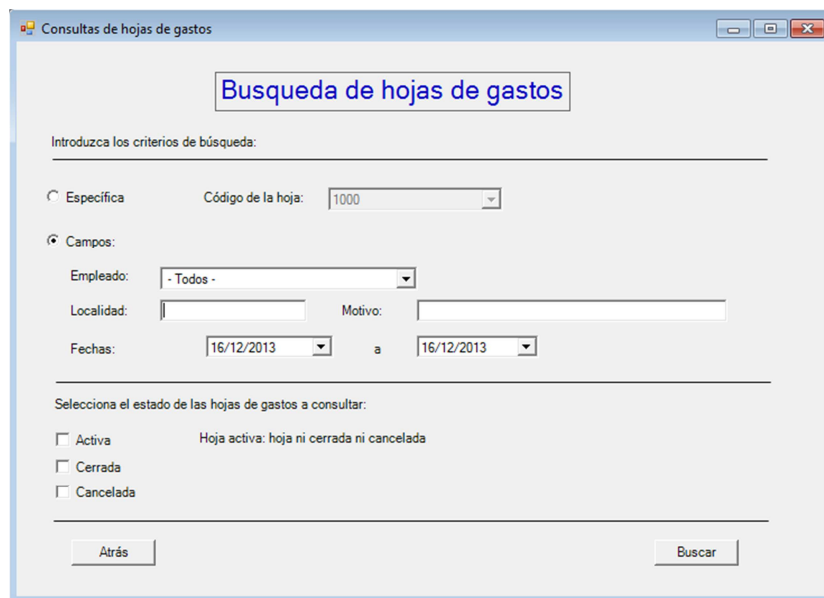 Consultas de hojas de gastos
Busqueda de hojas de gastos
Introduzca los criterios de búsqueda:
Específica Código de la hoja: 1000
Campos:
Empleado: - Todos -
Localidad: Motivo:
Fechas: 16/12/2013 a 16/12/2013
Selecciona el estado de las hojas de gastos a consultar:
Activa Hoja activa: hoja ni cerrada ni cancelada
Cerrada
Cancelada
Atrás Buscar